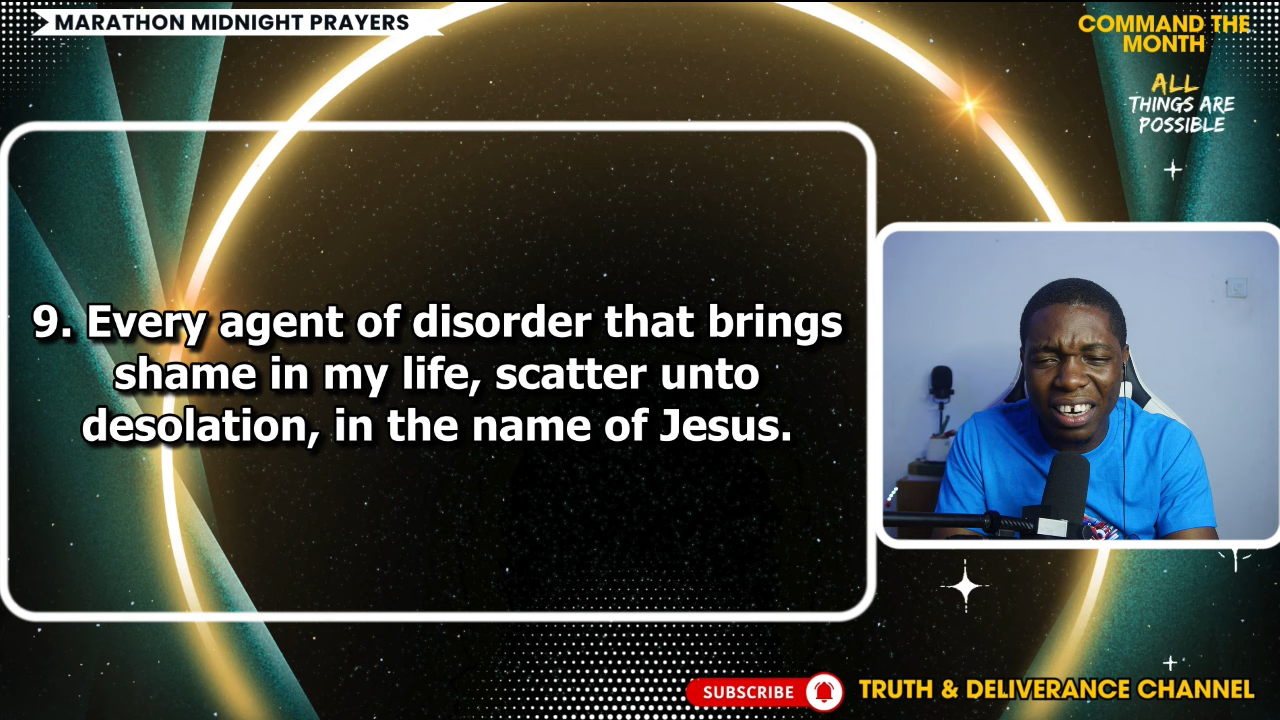 MARATHON MIDNIGHT PRAYERS
COMMAND THE
MONTH
ALL
THINGS ARE
POSSIBLE
9. Every agent of disorder that brings
shame in my life, scatter unto
desolation, in the name of Jesus.
SUBSCRIBE
TRUTH & DELIVERANCE CHANNEL